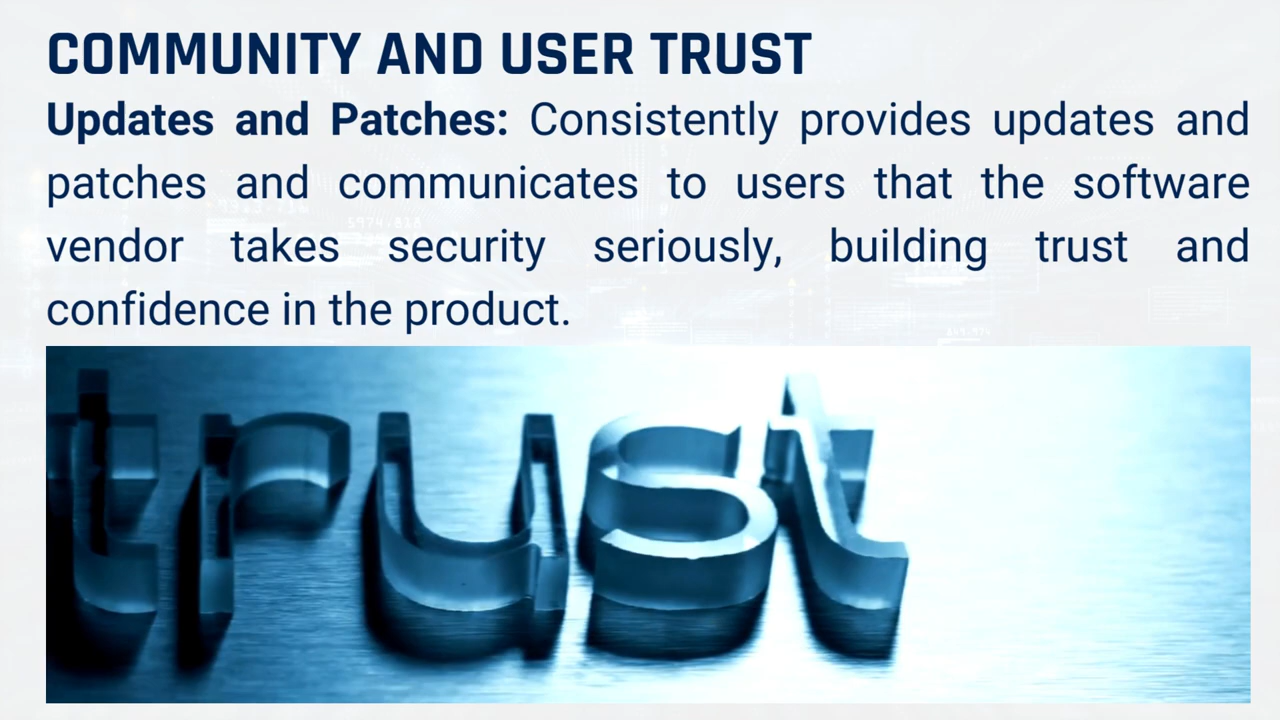 COMMUNITY AND USER TRUST
Updates and Patches: Consistently provides updates and
patches and communicates to users that the software
vendor takes security seriously, building trust and
confidence in the product.
trust